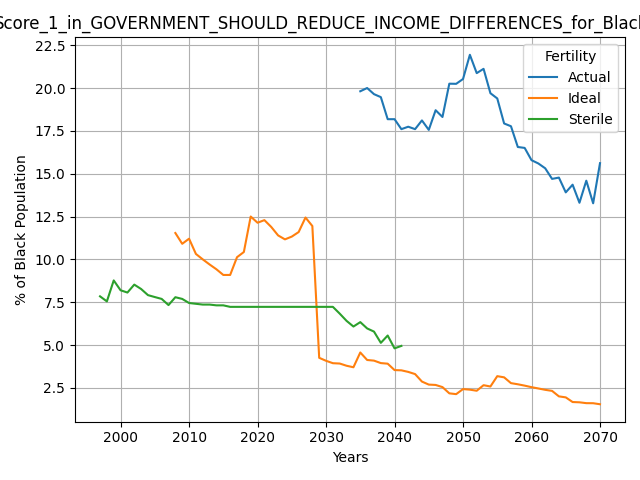 Score_1_in_GOVERNMENT_SHOULD_REDUCE_INCOME_DIFFERENCES_for_Black
Fertility
Actual
Ideal
Sterile
% of Black Population
22.5
20.0
17.5
15.0
12.5
10.0
7.5
5.0
2.5
2000 2010 2020 2030 2040 2050 2060 2070
Years